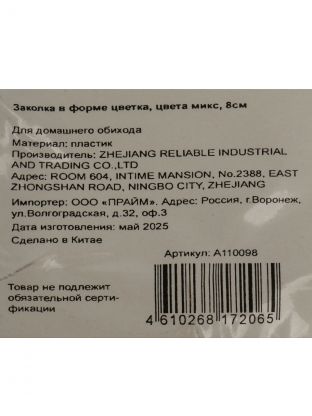 Заколка в форме цветка, цвета микс, 8см
Для домашнего обихода
Материал: пластик
Производитель: ZHEJIANG RELIABLE INDUSTRIAL
AND TRADING CO.,LTD
Адрес: ROOM 604, INTIME MANSION, No.2388, EAST
ZHONGSHAN ROAD, NINGBO CITY, ZHEJIANG
Импортер: ООО «ПРАЙМ». Адрес: Россия, г.Воронеж,
ул.Волгоградская, д.32, оф.3
Дата изготовления: май 2025
Сделано в Китае
Артикул: A110098
Товар не подлежит
обязательной серти-
фикации
4 610268 172065